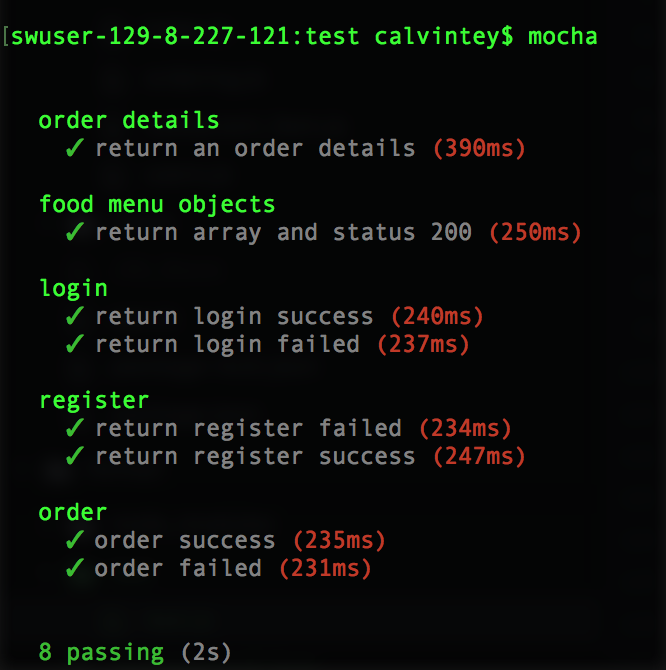 [swuser-129-8-227-121:test calvintey$ mocha
order details
✓ return an order details (390ms)
food menu objects
✓ return array and status 200 (250ms)
login
✓ return login success (240ms)
✓ return login failed (237ms)
register
✓ return register failed (234ms)
✓ return register success (247ms)
order
✓ order success (235ms)
✓ order failed (231ms)
8 passing (2s)